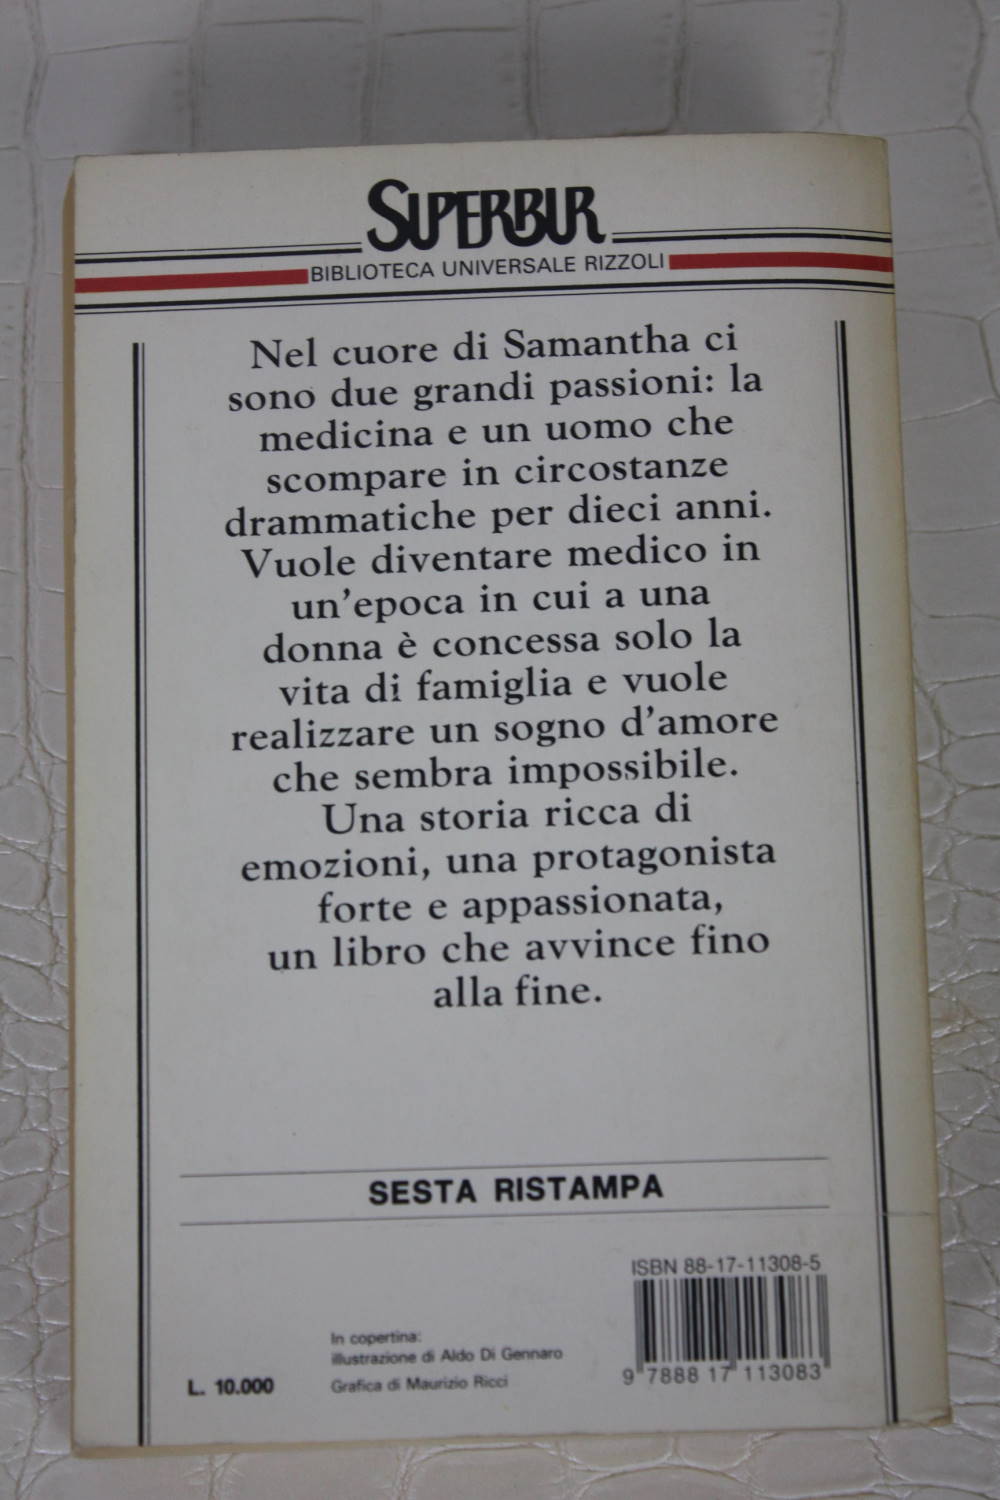 SUPERBUR
BIBLIOTECA UNIVERSALE RIZZOLI
Nel cuore di Samantha ci
sono due grandi passioni: la
medicina e un uomo che
scompare in circostanze
drammatiche per dieci anni.
Vuole diventare medico in
un'epoca in cui a una
donna è concessa solo la
vita di famiglia e vuole
realizzare un sogno d'amore
che sembra impossibile.
Una storia ricca di
emozioni, una protagonista
forte e appassionata,
un libro che avvince fino
alla fine.
SESTA RISTAMPA
ISBN 88-17-11308-5
In copertina:
illustrazione di Aldo Di Gennaro
Grafica di Maurizio Ricci
L. 10.000
9 788817 113083